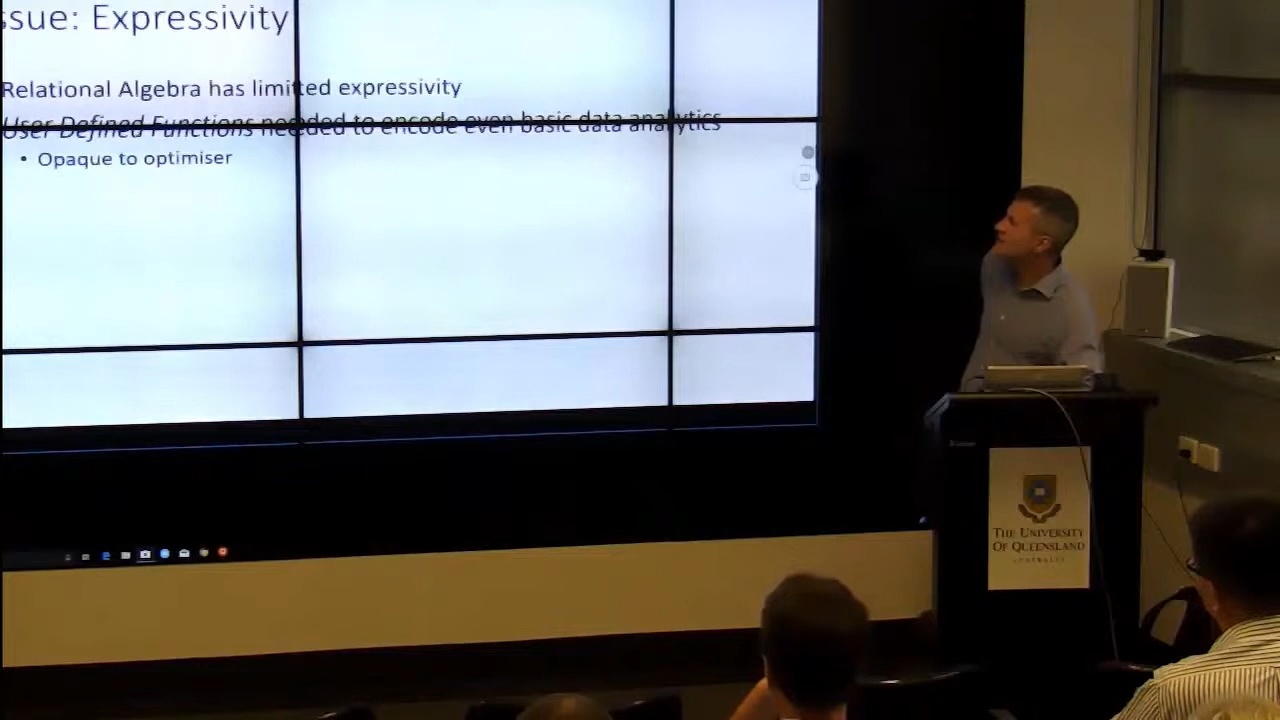 ssue: Expressivity
Relational Algebra has limited expressivity
User Defined Functions needed to encode even basic data analytics
• Opaque to optimiser
THE UNIVERSITY
OF QUEENSLAND
AUSTRALIA